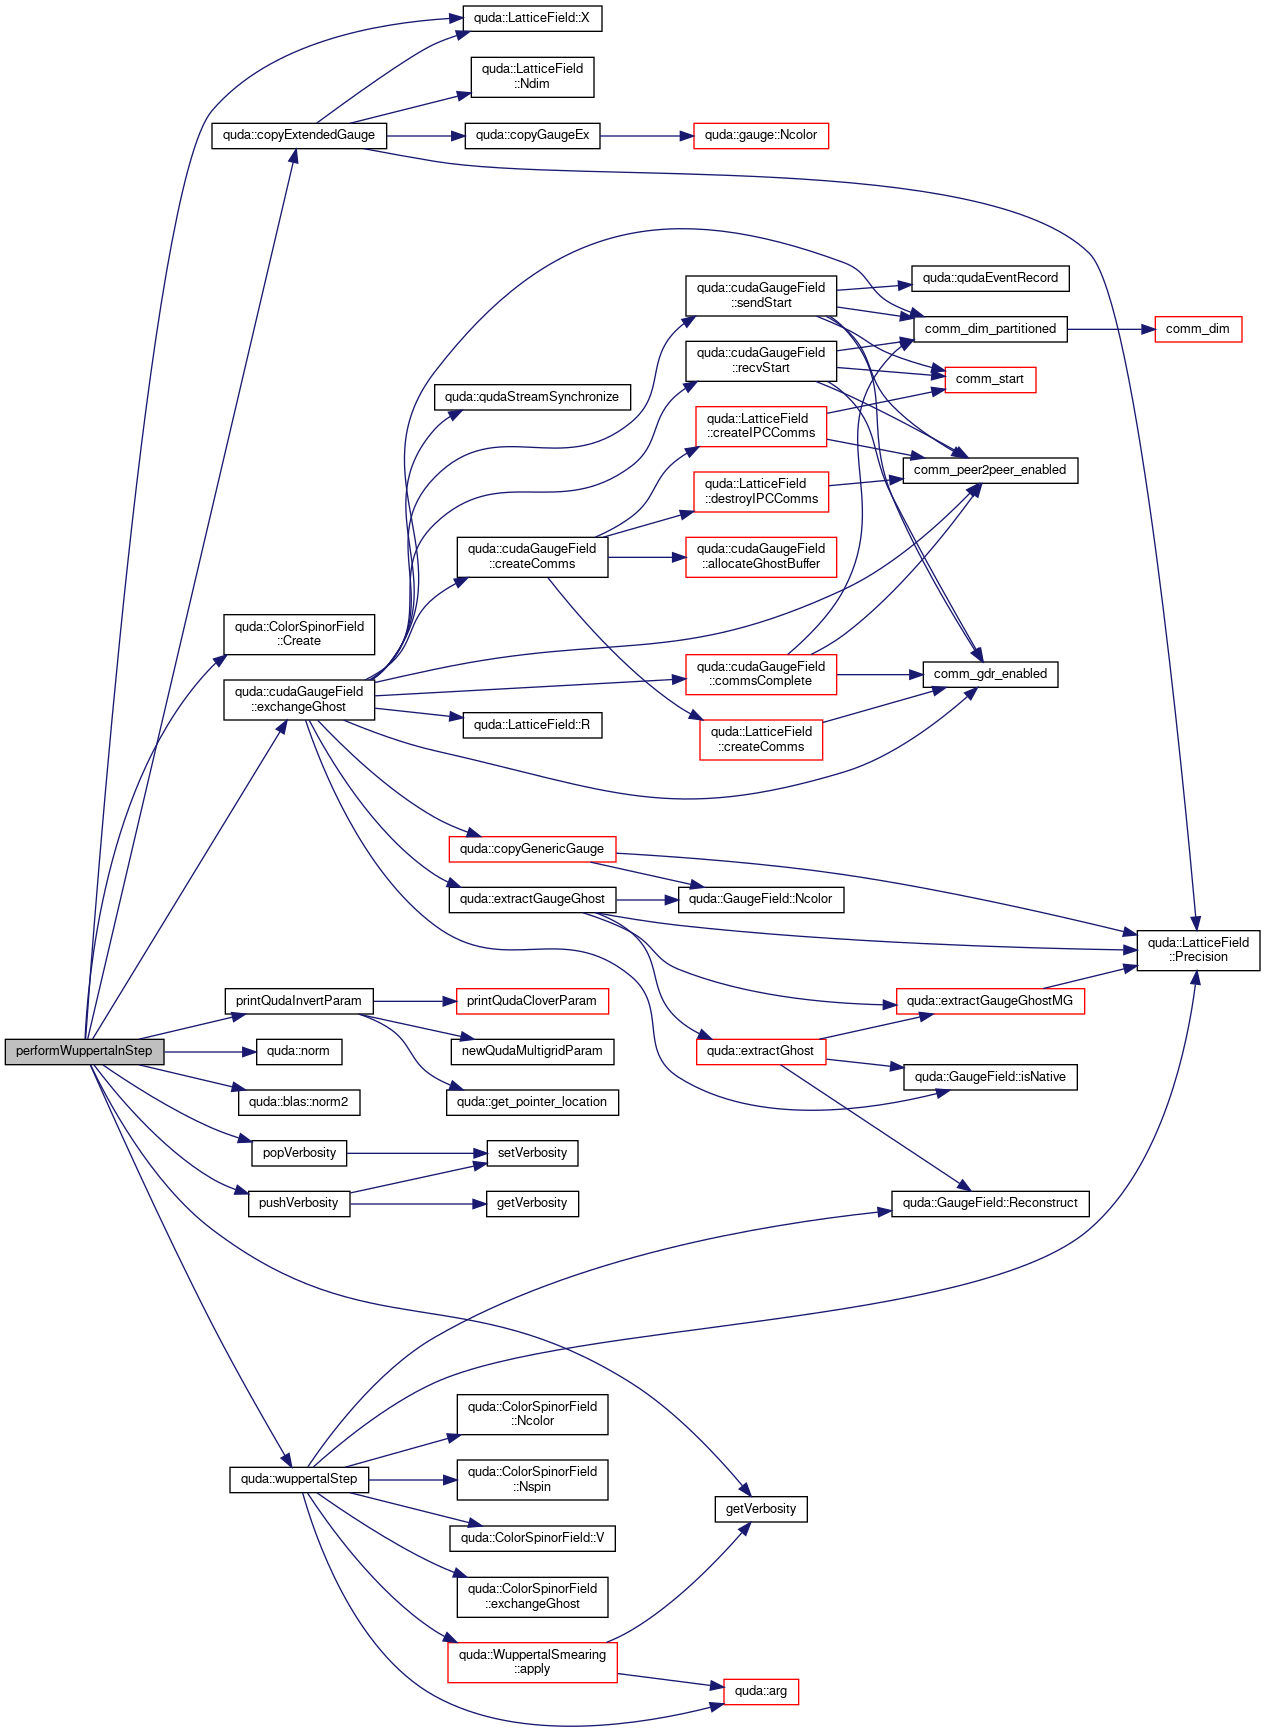 quda::LatticeField::X
quda::LatticeField
::Ndim
quda::copyExtendedGauge
quda::copyGaugeEx
quda::gauge::Ncolor
quda::cudaGaugeField
::sendStart
quda::qudaEventRecord
comm_dim_partitioned
comm_dim
quda::cudaGaugeField
::recvStart
comm_start
quda::qudaStreamSynchronize
quda::LatticeField
::createIPCComms
comm_peer2peer_enabled
quda::LatticeField
::destroyIPCComms
quda::cudaGaugeField
::createComms
quda::cudaGaugeField
::allocateGhostBuffer
quda::ColorSpinorField
::Create
quda::cudaGaugeField
::exchangeGhost
quda::cudaGaugeField
::commsComplete
comm_gdr_enabled
quda::LatticeField::R
quda::LatticeField
::createComms
quda::copyGenericGauge
quda::extractGaugeGhost
quda::GaugeField::Ncolor
quda::LatticeField
::Precision
printQudaInvertParam
printQudaCloverParam
quda::extractGaugeGhostMG
performWuppertalnStep
quda::norm
newQudaMultigridParam
quda::extractGhost
quda::GaugeField::isNative
quda::blas::norm2
quda::get_pointer_location
popVerbosity
setVerbosity
pushVerbosity
getVerbosity
quda::GaugeField::Reconstruct
quda::ColorSpinorField
::Ncolor
quda::wuppertalStep
quda::ColorSpinorField
::Nspin
getVerbosity
quda::ColorSpinorField::V
quda::ColorSpinorField
::exchangeGhost
quda::WuppertalSmearing
::apply
quda::arg